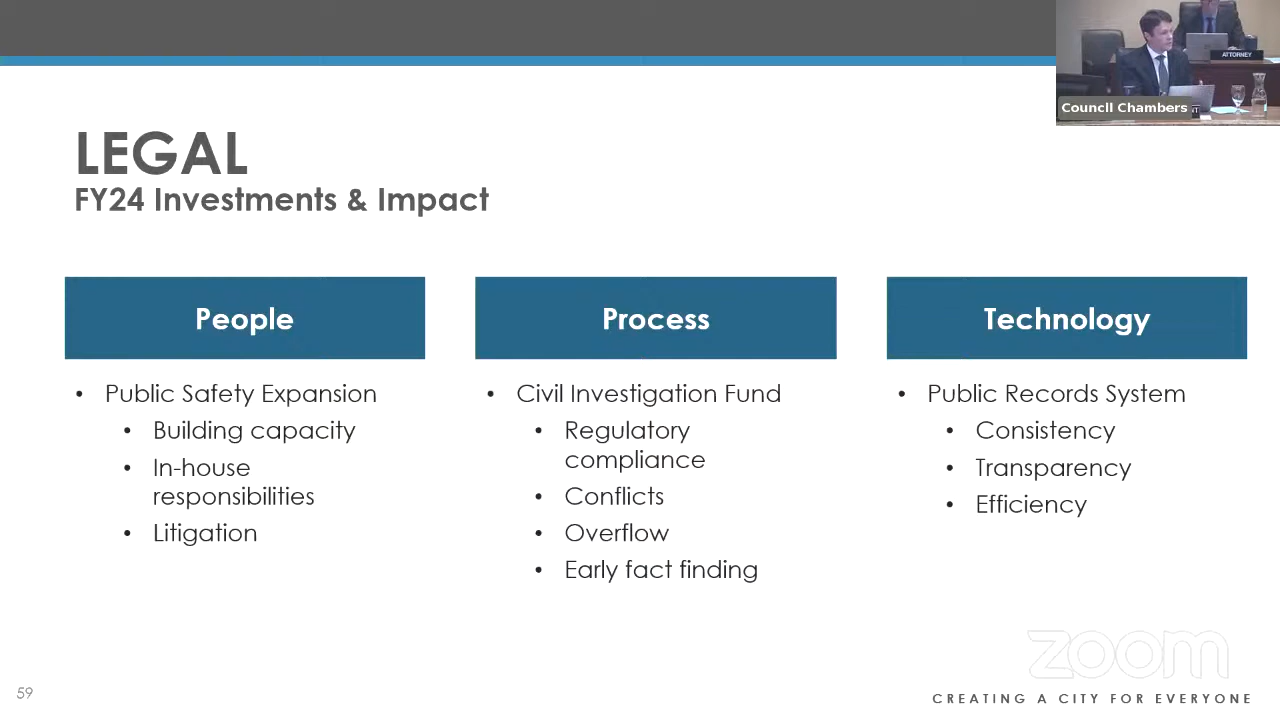 ATTORNEY
Council Chambers
LEGAL
FY24 Investments & Impact
People
• Public Safety Expansion
• Building capacity
• In-house
responsibilities
• Litigation
Process
• Civil Investigation Fund
• Regulatory
compliance
• Conflicts
• Overflow
• Early fact finding
Technology
• Public Records System
• Consistency
• Transparency
• Efficiency
zoom
59
CREATING A CITY FOR EVERYONE